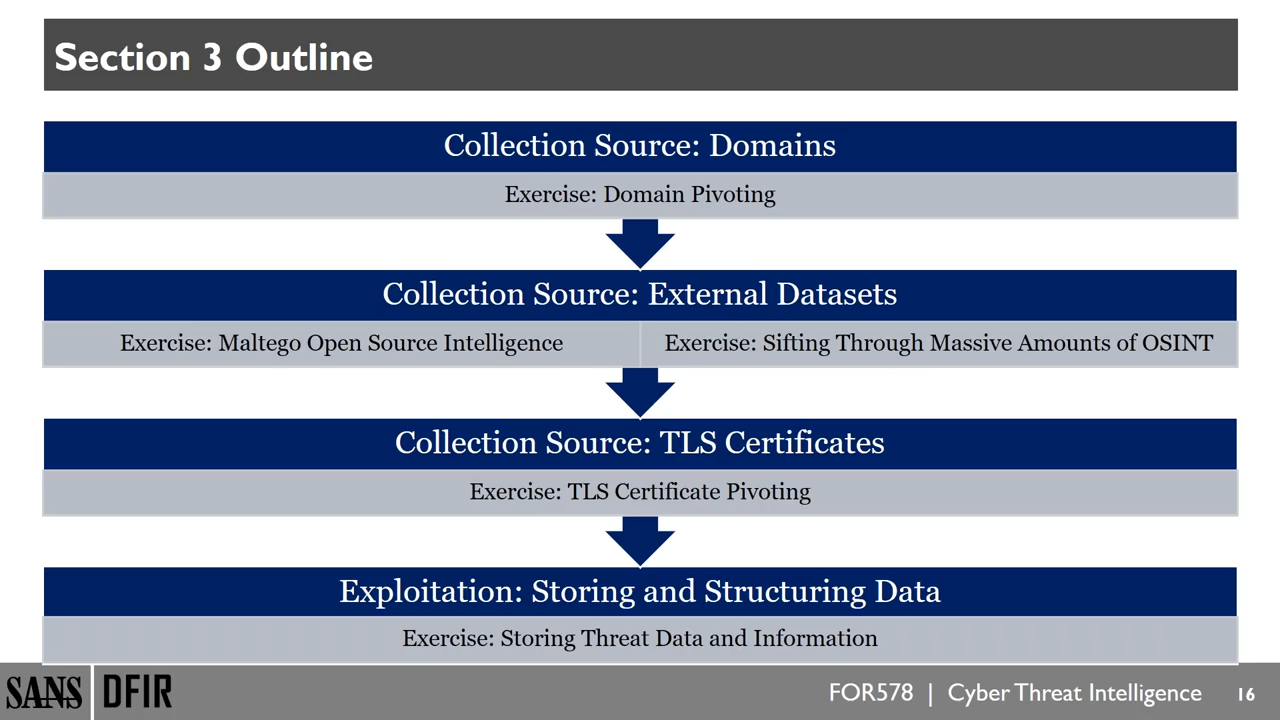 Section 3 Outline
Collection Source: Domains
Exercise: Domain Pivoting
Collection Source: External Datasets
Exercise: Maltego Open Source Intelligence
Exercise: Sifting Through Massive Amounts of OSINT
Collection Source: TLS Certificates
Exercise: TLS Certificate Pivoting
Exploitation: Storing and Structuring Data
Exercise: Storing Threat Data and Information
SANS DFIR
FOR578 | Cyber Threat Intelligence 16